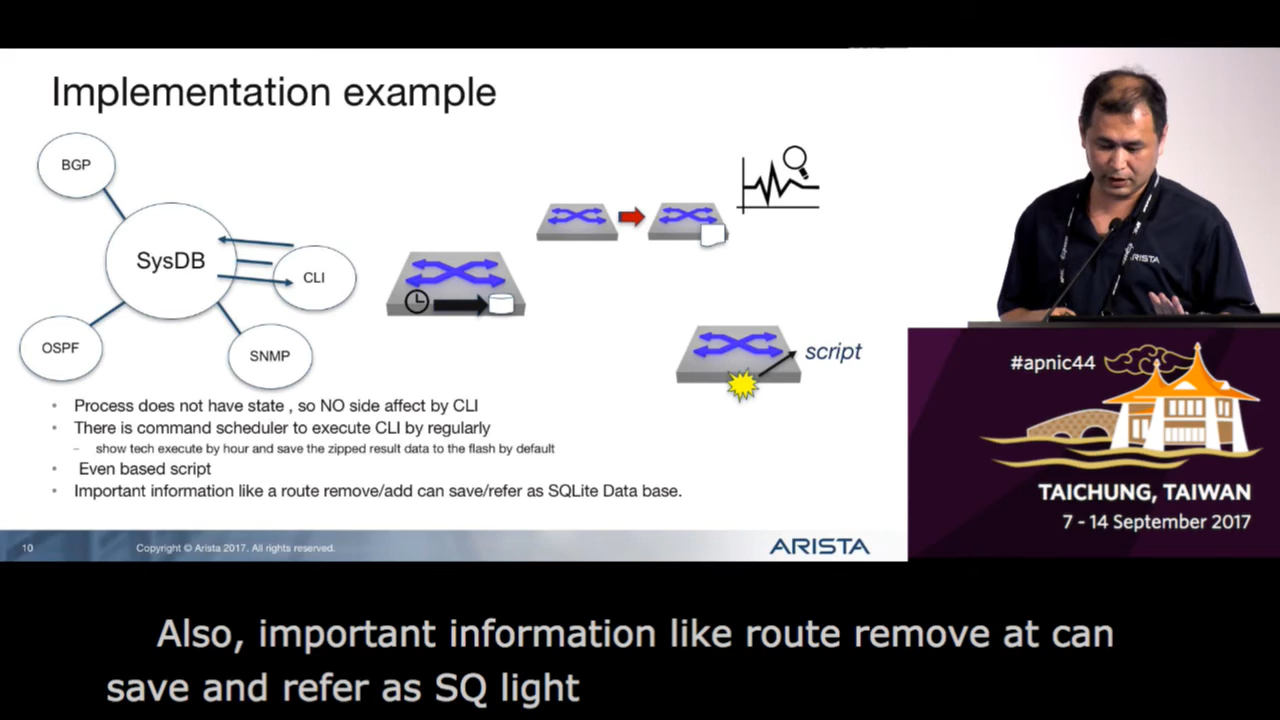 Implementation example
BGP
SysDB
CLI
OSPF
SNMP
script
Process does not have state , so NO side affect by CLI
There is command scheduler to execute CLI by regularly
show tech execute by hour and save the zipped result data to the flash by default
Even based script
Important information like a route remove/add can save/refer as SQLite Data base.
10
Copyright © Arista 2017. All rights reserved.
ARISTA
ARISTA
#apnic44
TAICHUNG, TAIWAN
7 - 14 September 2017
Also, important information like route remove at can
save and refer as SQ light